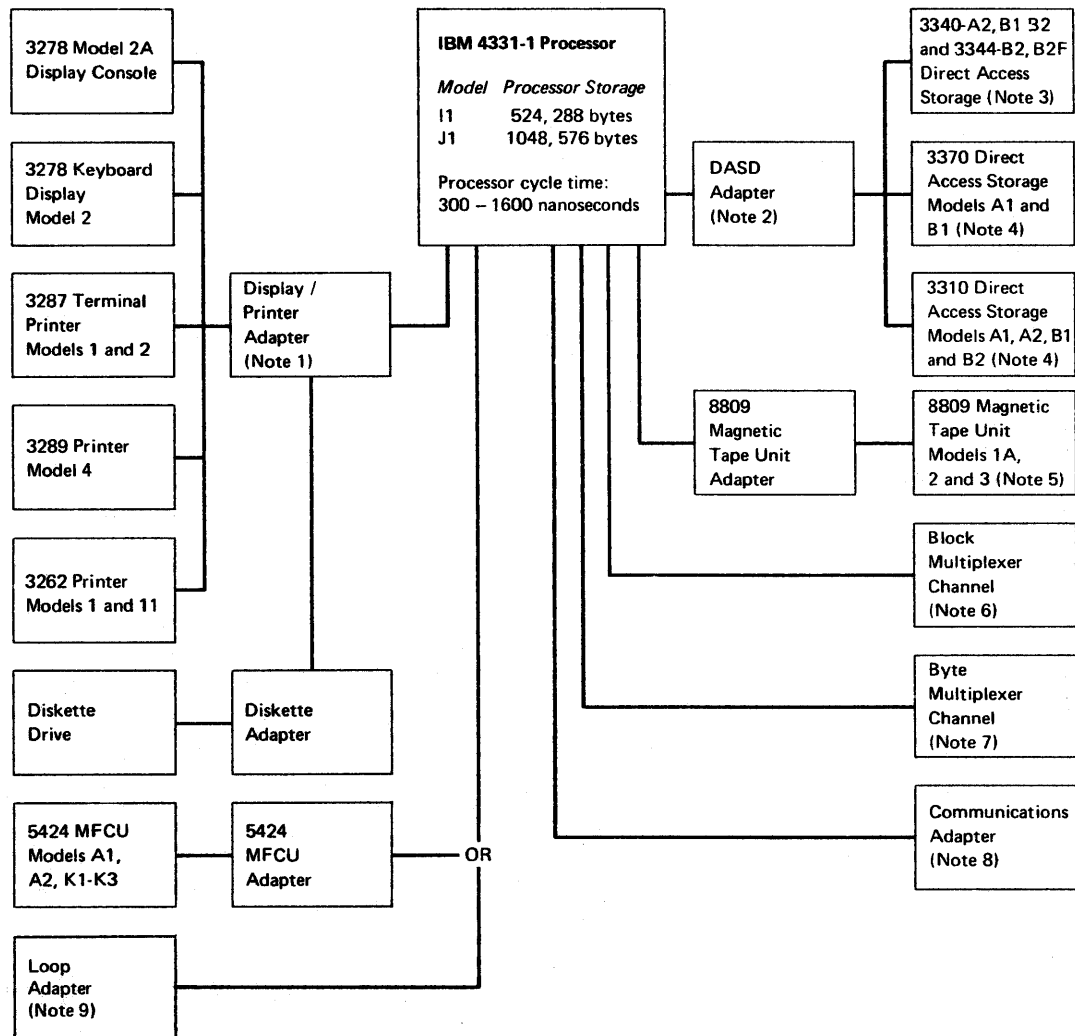 3278 Model 2A
Display Console
3278 Keyboard
Display
Model 2
3287 Terminal
Printer
Models 1 and 2
3289 Printer
Model 4
3262 Printer
Models 1 and 11
Diskette
Drive
5424 MFCU
Models A1,
A2, K1-K3
Loop
Adapter
(Note 9)
Display /
Printer
Adapter
(Note 1)
Diskette
Adapter
5424
MFCU
Adapter
OR
IBM 4331-1 Processor
Model Processor Storage
I1 524, 288 bytes
J1 1048, 576 bytes
Processor cycle time:
300 – 1600 nanoseconds
DASD
Adapter
(Note 2)
8809
Magnetic
Tape Unit
Adapter
3340-A2, B1 B2
and 3344-B2, B2F
Direct Access
Storage (Note 3)
3370 Direct
Access Storage
Models A1 and
B1 (Note 4)
3310 Direct
Access Storage
Models A1, A2, B1
and B2 (Note 4)
8809 Magnetic
Tape Unit
Models 1A,
2 and 3 (Note 5)
Block
Multiplexer
Channel
(Note 6)
Byte
Multiplexer
Channel
(Note 7)
Communications
Adapter
(Note 8)